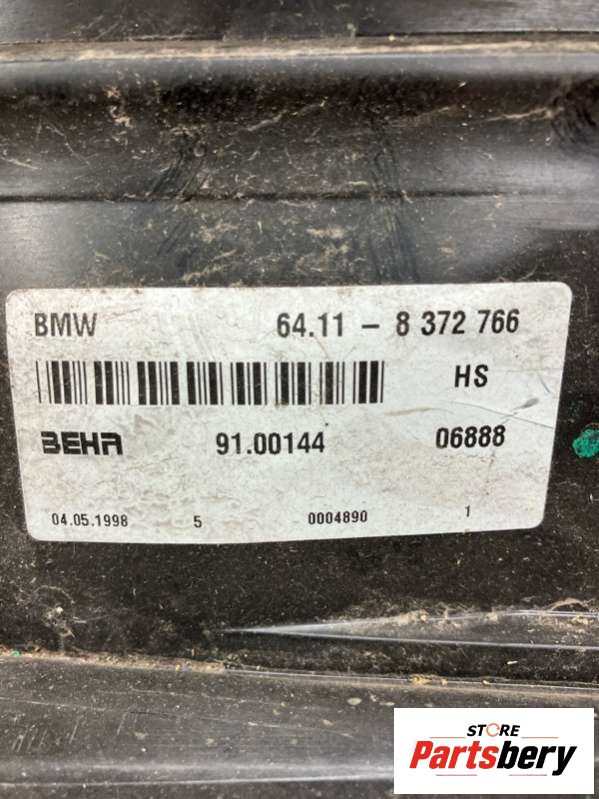 BMW 64.11 - 8 372 766
HS
BEHR 91.00144 06888
04.05.1998 5 0004890 1
STORE
Partsbery